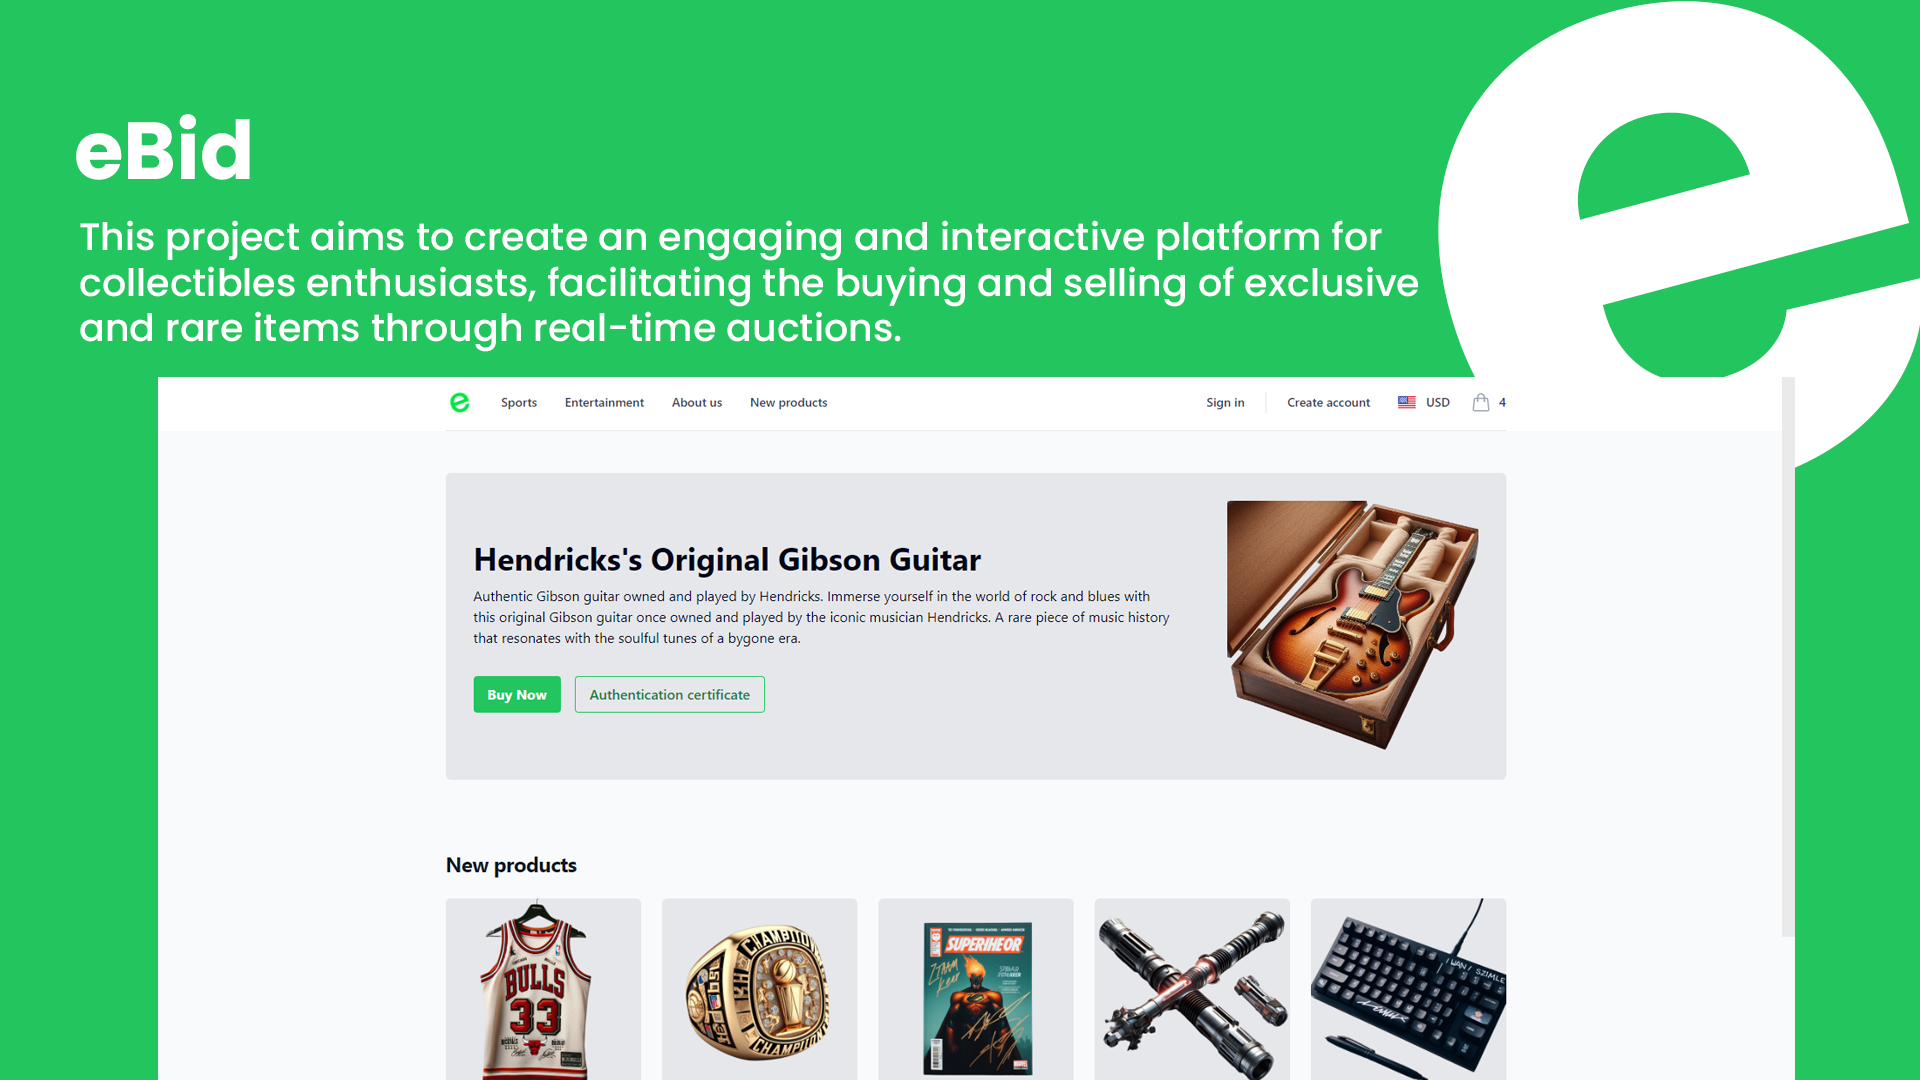 eBid
This project aims to create an engaging and interactive platform for
collectibles enthusiasts, facilitating the buying and selling of exclusive
and rare items through real-time auctions.
e
e Sports Entertainment About us New products Sign in Create account USD 4
Hendricks's Original Gibson Guitar
Authentic Gibson guitar owned and played by Hendricks. Immerse yourself in the world of rock and blues with
this original Gibson guitar once owned and played by the iconic musician Hendricks. A rare piece of music history
that resonates with the soulful tunes of a bygone era.
Buy Now Authentication certificate
New products
BULLS
33
SUPERIHEOR